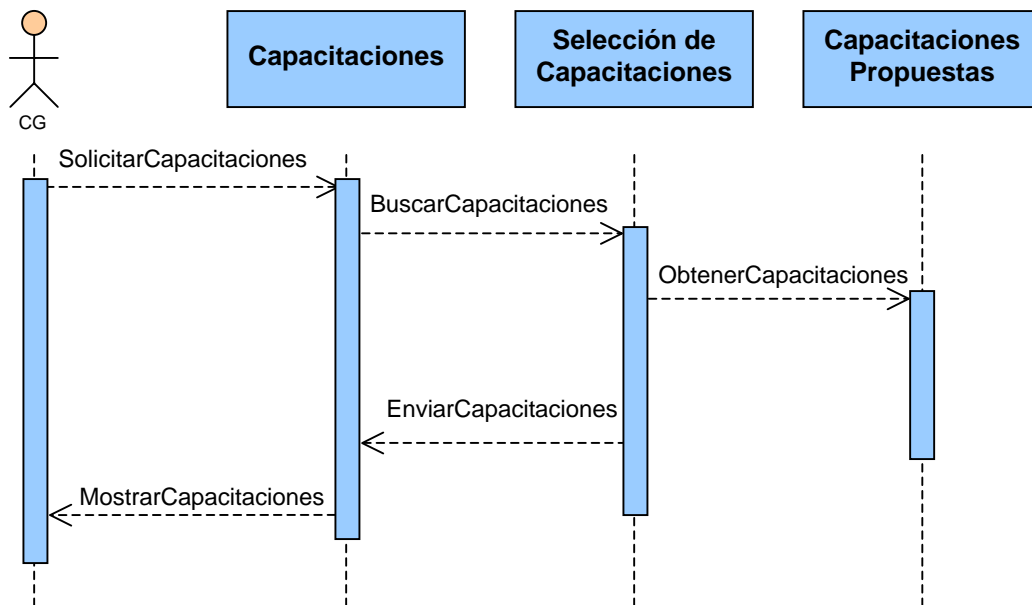 Capacitaciones
Selección de
Capacitaciones
Capacitaciones
Propuestas
CG
SolicitarCapacitaciones
BuscarCapacitaciones
ObtenerCapacitaciones
EnviarCapacitaciones
MostrarCapacitaciones